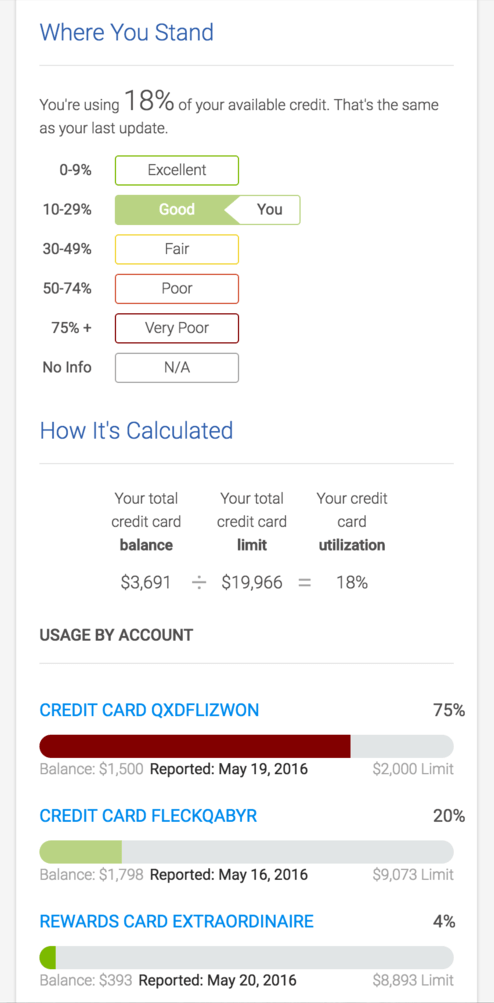 Where You Stand
You're using 18% of your available credit. That's the same
as your last update.
0-9% Excellent
10-29% Good You
30-49% Fair
50-74% Poor
75% + Very Poor
No Info N/A
How It's Calculated
Your total Your total Your credit
credit card credit card card
balance limit utilization
$3,691 ÷ $19,966 = 18%
USAGE BY ACCOUNT
CREDIT CARD QXDFLIZWON 75%
Balance: $1,500 Reported: May 19, 2016 $2,000 Limit
CREDIT CARD FLECKQABYR 20%
Balance: $1,798 Reported: May 16, 2016 $9,073 Limit
REWARDS CARD EXTRAORDINAIRE 4%
Balance: $393 Reported: May 20, 2016 $8,893 Limit